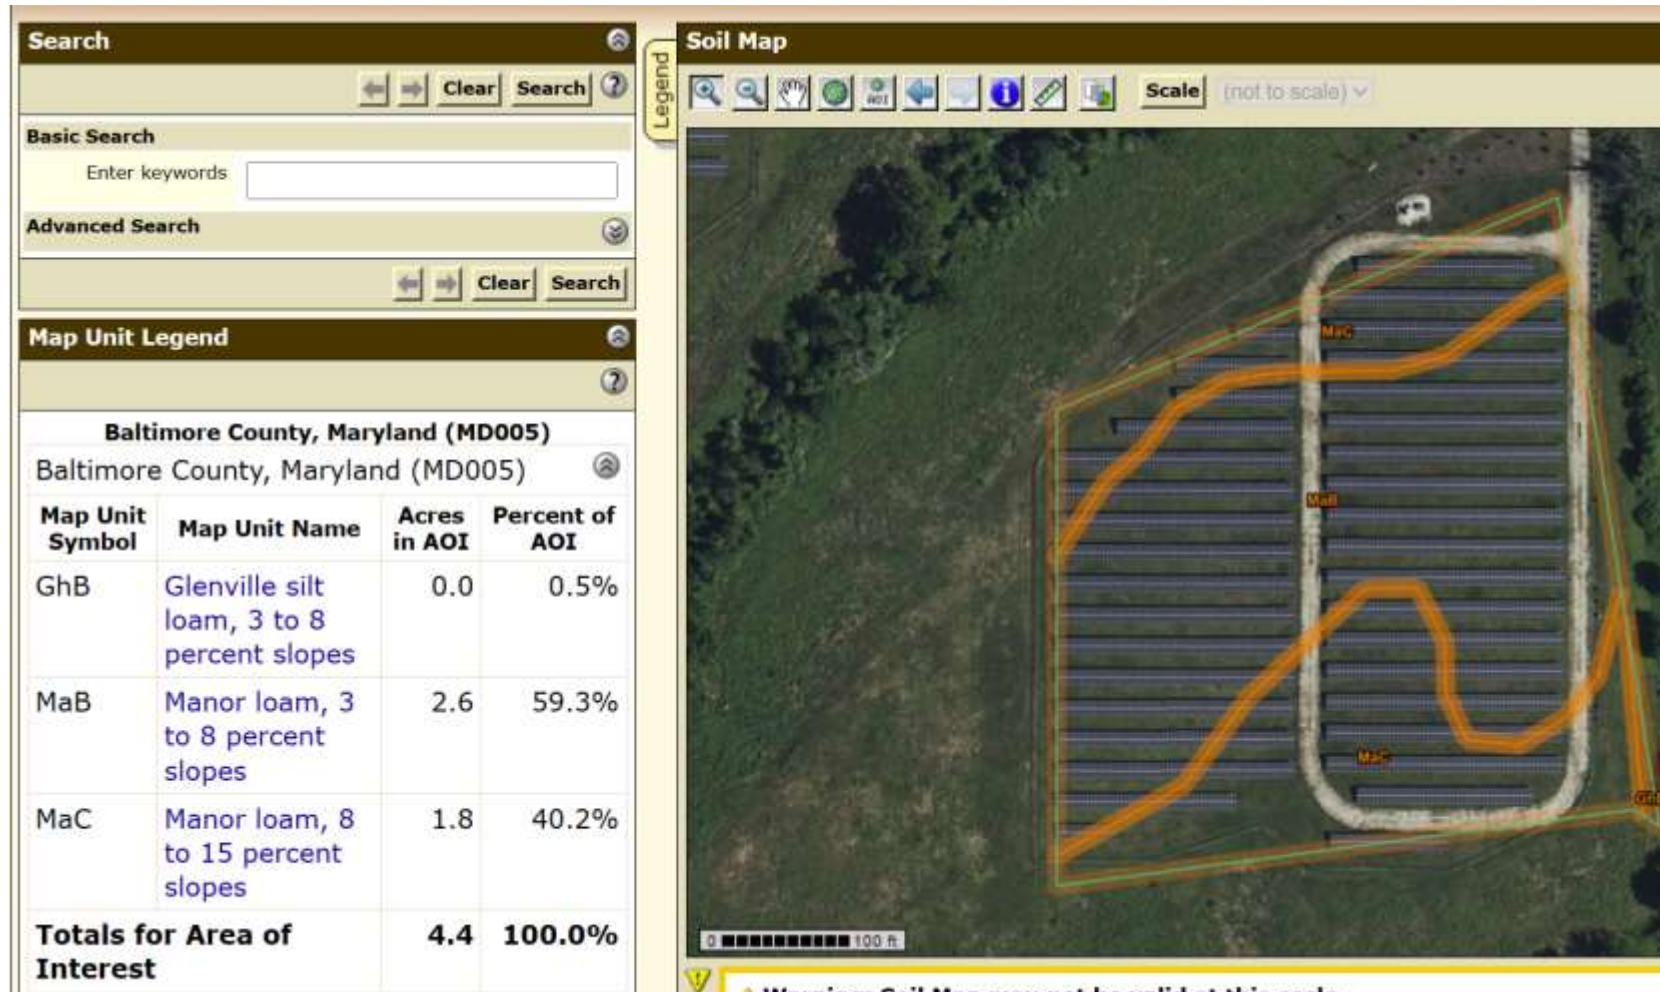 Search
Clear Search
Basic Search
Enter keywords
Advanced Search
Clear Search
Map Unit Legend
Baltimore County, Maryland (MD005)
Baltimore County, Maryland (MD005)
Map Unit Symbol Map Unit Name Acres in AOI Percent of AOI
GhB Glenville silt loam, 3 to 8 percent slopes 0.0 0.5%
MaB Manor loam, 3 to 8 percent slopes 2.6 59.3%
MaC Manor loam, 8 to 15 percent slopes 1.8 40.2%
Totals for Area of Interest 4.4 100.0%
Legend
Soil Map
AOI
Scale (not to scale)
MaC
MaB
MaC
0 100 ft